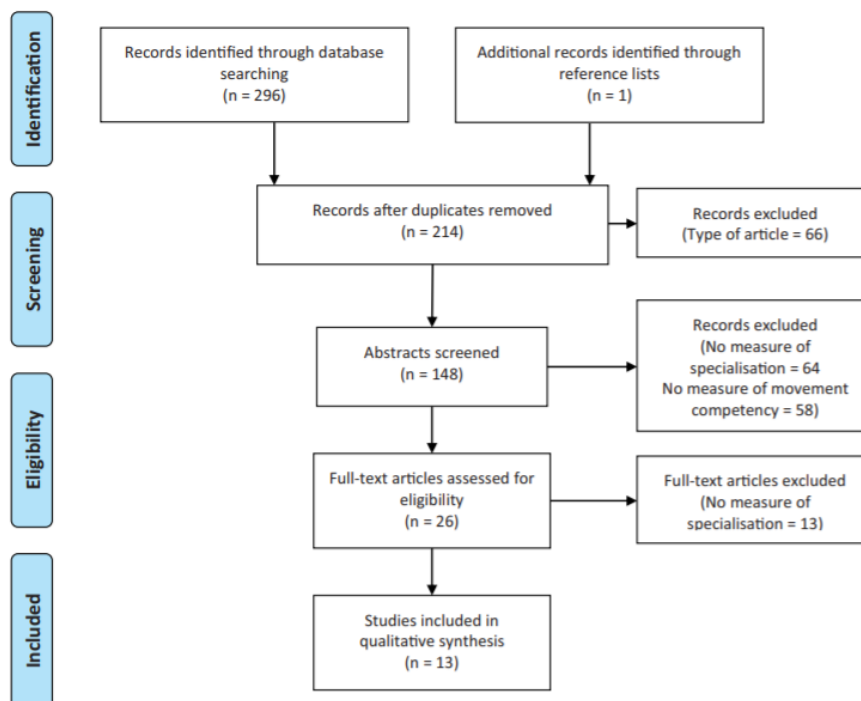 Identification
Records identified through database
searching
(n = 296)
Additional records identified through
reference lists
(n = 1)
Screening
Records after duplicates removed
(n = 214)
Records excluded
(Type of article = 66)
Abstracts screened
(n = 148)
Records excluded
(No measure of
specialisation = 64
No measure of movement
competency = 58)
Eligibility
Full-text articles assessed for
eligibility
(n = 26)
Full-text articles excluded
(No measure of
specialisation = 13)
Included
Studies included in
qualitative synthesis
(n = 13)